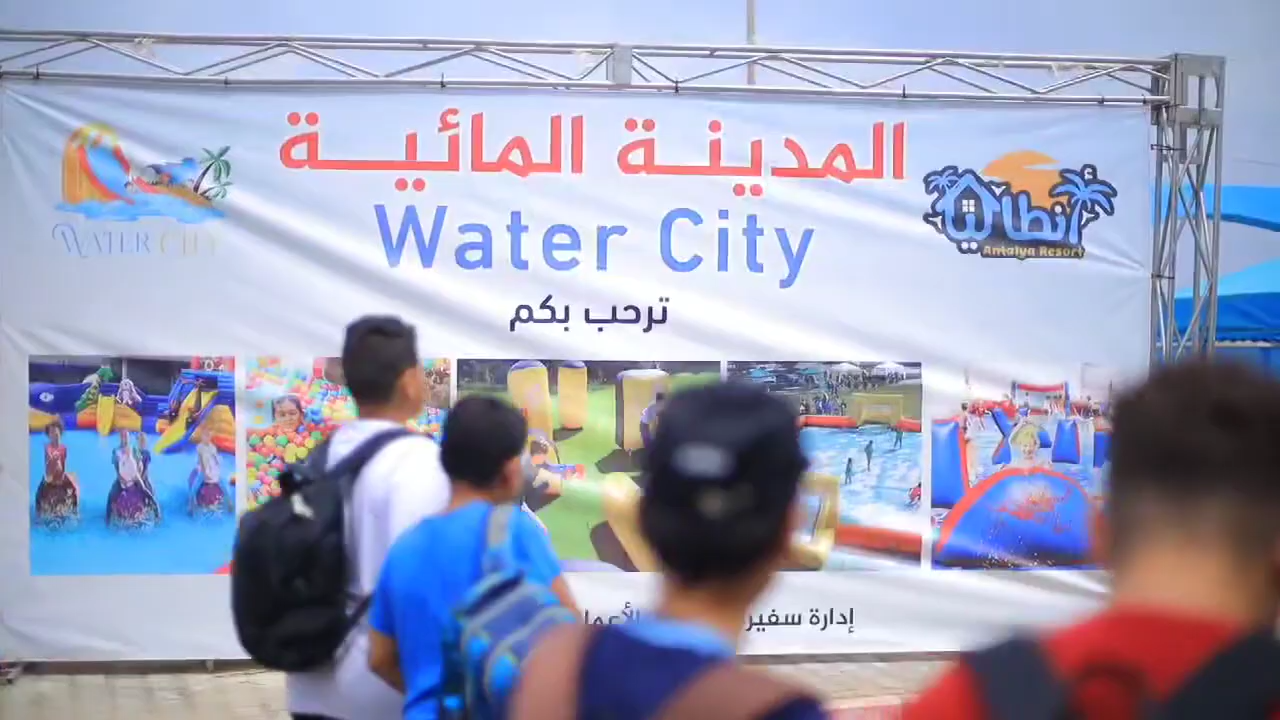 المدينة المائية
Water City
ترحب بكم
WATER CITY
أنطاليا
Antalya Resort
إدارة سفير